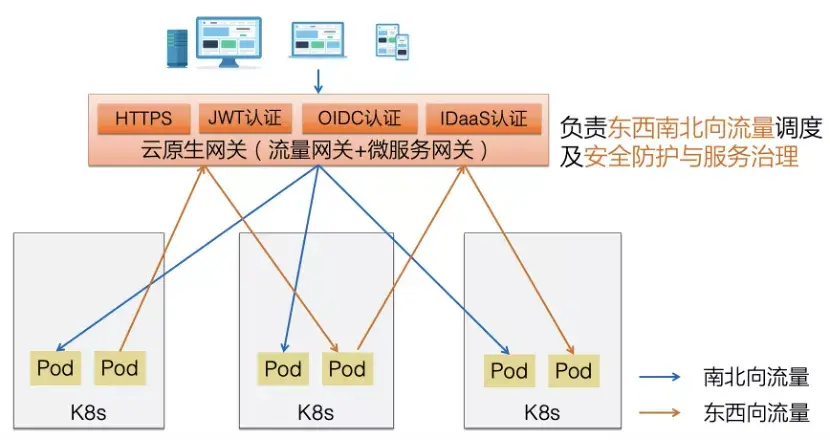 HTTPS
JWT认证
OIDC认证
IDaaS认证
云原生网关（流量网关+微服务网关）
负责东西南北向流量调度
及安全防护与服务治理
Pod
Pod
K8s
Pod
Pod
K8s
Pod
Pod
K8s
南北向流量
东西向流量